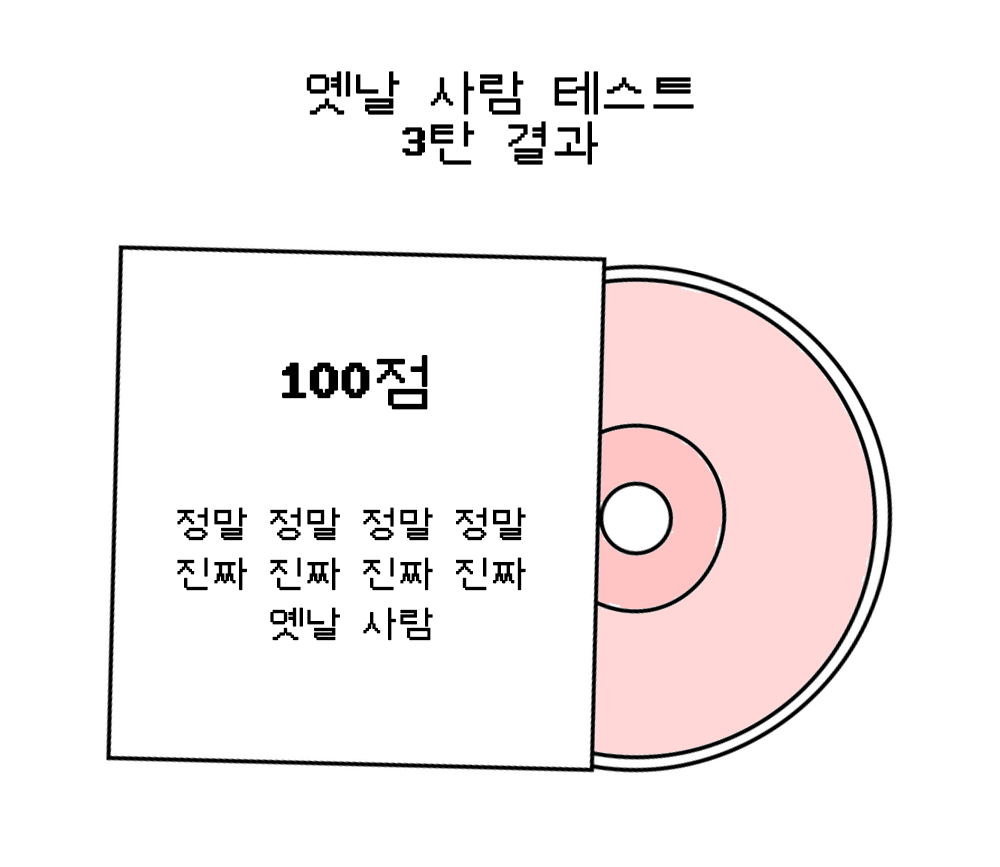 옛날 사람 테스트
3탄 결과
100점
정말 정말 정말 정말
진짜 진짜 진짜 진짜
옛날 사람